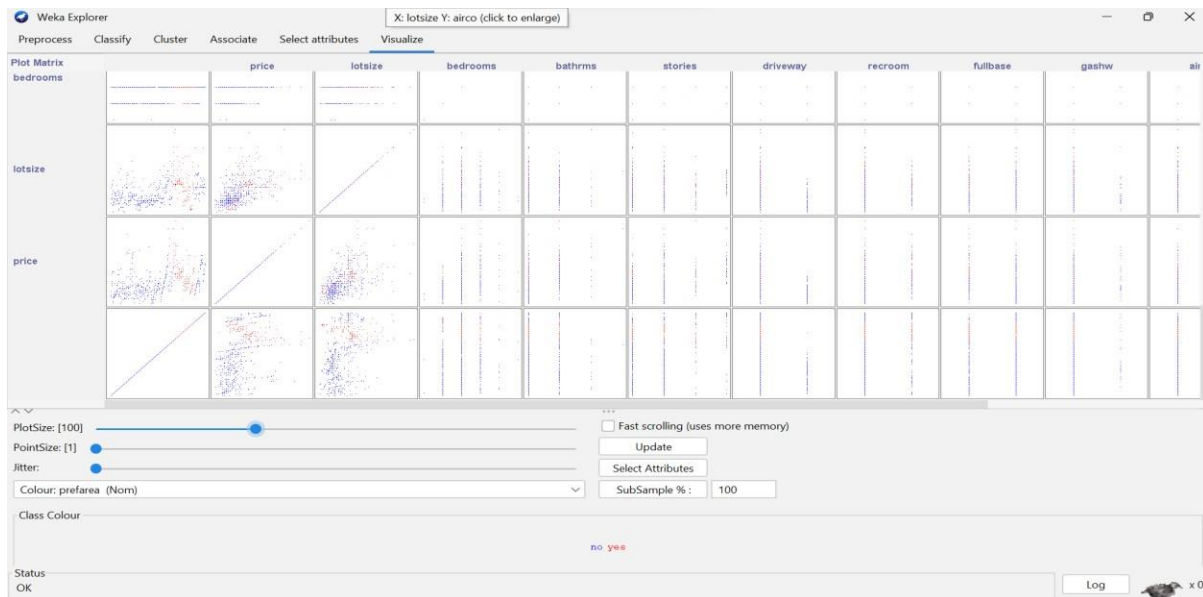 Weka Explorer
X: lotsize Y: airco (click to enlarge)
Preprocess Classify Cluster Associate Select attributes Visualize
Plot Matrix price lotsize bedrooms bathrms stories driveway recroom fullbase gashw air
bedrooms
lotsize
price
PlotSize: [100]
Fast scrolling (uses more memory)
PointSize: [1]
Update
Jitter:
Select Attributes
Colour: prefarea (Nom)
SubSample % : 100
Class Colour
no yes
Status
OK
Log x 0